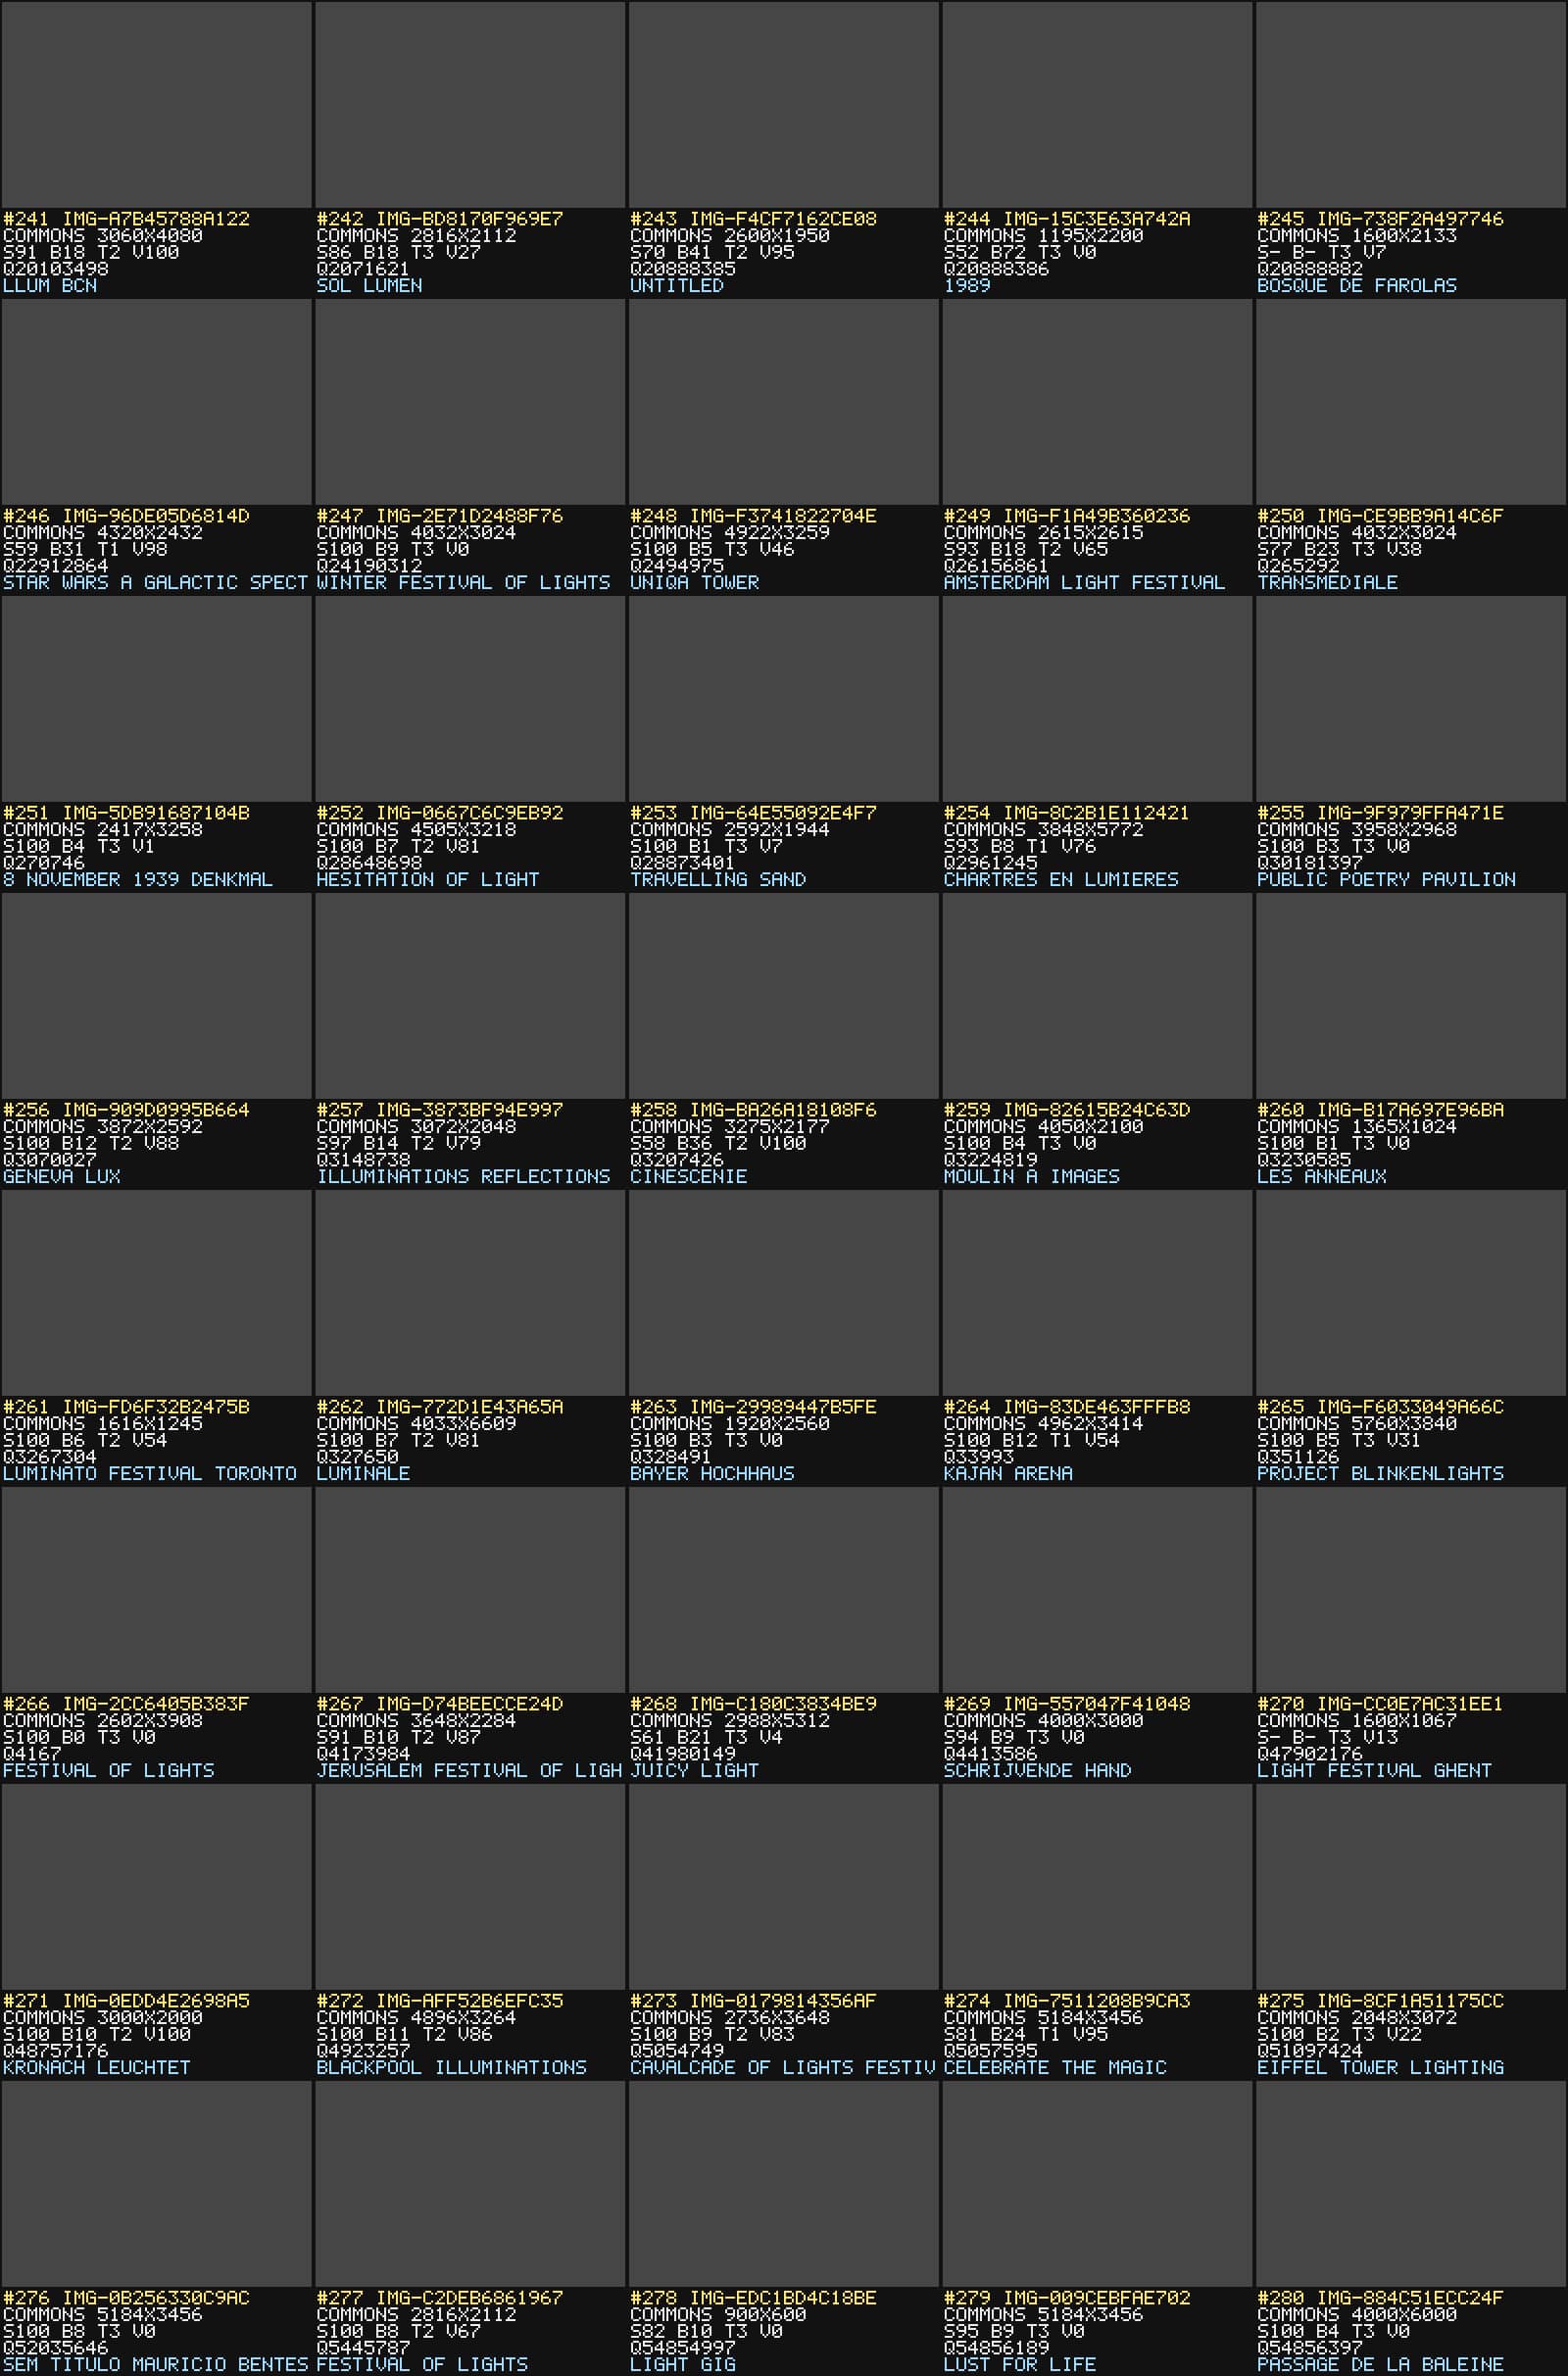 #241 IMG-A7B45788A122
COMMONS 3060X4080
S91 B18 T2 V100
Q20103498
LLUM BCN
#242 IMG-BD8170F969E7
COMMONS 2816X2112
S86 B18 T3 V27
Q2071621
SOL LUMEN
#243 IMG-F4CF7162CE08
COMMONS 2600X1950
S70 B41 T2 V95
Q20888385
UNTITLED
#244 IMG-15C3E63A742A
COMMONS 1195X2200
S52 B72 T3 V0
Q20888386
1989
#245 IMG-738F2A497746
COMMONS 1600X2133
S- B- T3 V7
Q20888882
BOSQUE DE FAROLAS
#246 IMG-96DE05D6814D
COMMONS 4320X2432
S59 B31 T1 V98
Q22912864
STAR WARS A GALACTIC SPECT
#247 IMG-2E71D2488F76
COMMONS 4032X3024
S100 B9 T3 V0
Q24190312
WINTER FESTIVAL OF LIGHTS
#248 IMG-F3741822704E
COMMONS 4922X3259
S100 B5 T3 V46
Q2494975
UNIQA TOWER
#249 IMG-F1A49B360236
COMMONS 2615X2615
S93 B18 T2 V65
Q26156861
AMSTERDAM LIGHT FESTIVAL
#250 IMG-CE9BB9A14C6F
COMMONS 4032X3024
S77 B23 T3 V38
Q265292
TRANSMEDIALE
#251 IMG-5DB91687104B
COMMONS 2417X3258
S100 B4 T3 V1
Q270746
8 NOVEMBER 1939 DENKMAL
#252 IMG-0667C6C9EB92
COMMONS 4505X3218
S100 B7 T2 V81
Q28648698
HESITATION OF LIGHT
#253 IMG-64E55092E4F7
COMMONS 2592X1944
S100 B1 T3 V7
Q28873401
TRAVELLING SAND
#254 IMG-8C2B1E112421
COMMONS 3848X5772
S93 B8 T1 V76
Q2961245
CHARTRES EN LUMIERES
#255 IMG-9F979FFA471E
COMMONS 3958X2968
S100 B3 T3 V0
Q30181397
PUBLIC POETRY PAVILION
#256 IMG-909D0995B664
COMMONS 3872X2592
S100 B12 T2 V88
Q3070027
GENEVA LUX
#257 IMG-3873BF94E997
COMMONS 3072X2048
S97 B14 T2 V79
Q3148738
ILLUMINATIONS REFLECTIONS
#258 IMG-BA26A18108F6
COMMONS 3275X2177
S58 B36 T2 V100
Q3207426
CINESCENIE
#259 IMG-82615B24C63D
COMMONS 4050X2100
S100 B4 T3 V0
Q3224819
MOULIN A IMAGES
#260 IMG-B17A697E96BA
COMMONS 1365X1024
S100 B1 T3 V0
Q3230585
LES ANNEAUX
#261 IMG-FD6F32B2475B
COMMONS 1616X1245
S100 B6 T2 V54
Q3267304
LUMINATO FESTIVAL TORONTO
#262 IMG-772D1E43A65A
COMMONS 4033X6609
S100 B7 T2 V81
Q327650
LUMINALE
#263 IMG-29989447B5FE
COMMONS 1920X2560
S100 B3 T3 V0
Q328491
BAYER HOCHHAUS
#264 IMG-83DE463FFFB8
COMMONS 4962X3414
S100 B12 T1 V54
Q33993
KAJAN ARENA
#265 IMG-F6033049A66C
COMMONS 5760X3840
S100 B5 T3 V31
Q351126
PROJECT BLINKENLIGHTS
#266 IMG-2CC6405B383F
COMMONS 2602X3908
S100 B0 T3 V0
Q4167
FESTIVAL OF LIGHTS
#267 IMG-D74BEECCE24D
COMMONS 3648X2284
S91 B10 T2 V87
Q4173984
JERUSALEM FESTIVAL OF LIGH
#268 IMG-C180C3834BE9
COMMONS 2988X5312
S61 B21 T3 V4
Q41980149
JUICY LIGHT
#269 IMG-557047F41048
COMMONS 4000X3000
S94 B9 T3 V0
Q4413586
SCHRIJVENDE HAND
#270 IMG-CC0E7AC31EE1
COMMONS 1600X1067
S- B- T3 V13
Q47902176
LIGHT FESTIVAL GHENT
#271 IMG-0EDD4E2698A5
COMMONS 3000X2000
S100 B10 T2 V100
Q48757176
KRONACH LEUCHTET
#272 IMG-AFF52B6EFC35
COMMONS 4896X3264
S100 B11 T2 V86
Q4923257
BLACKPOOL ILLUMINATIONS
#273 IMG-0179814356AF
COMMONS 2736X3648
S100 B9 T2 V83
Q5054749
CAVALCADE OF LIGHTS FESTIV
#274 IMG-7511208B9CA3
COMMONS 5184X3456
S81 B24 T1 V95
Q5057595
CELEBRATE THE MAGIC
#275 IMG-8CF1A51175CC
COMMONS 2048X3072
S100 B2 T3 V22
Q51097424
EIFFEL TOWER LIGHTING
#276 IMG-0B256330C9AC
COMMONS 5184X3456
S100 B8 T3 V0
Q52035646
SEM TITULO MAURICIO BENTES
#277 IMG-C2DEB6861967
COMMONS 2816X2112
S100 B8 T2 V67
Q5445787
FESTIVAL OF LIGHTS
#278 IMG-EDC1BD4C18BE
COMMONS 900X600
S82 B10 T3 V0
Q54854997
LIGHT GIG
#279 IMG-009CEBFAE702
COMMONS 5184X3456
S95 B9 T3 V0
Q54856189
LUST FOR LIFE
#280 IMG-884C51ECC24F
COMMONS 4000X6000
S100 B4 T3 V0
Q54856397
PASSAGE DE LA BALEINE